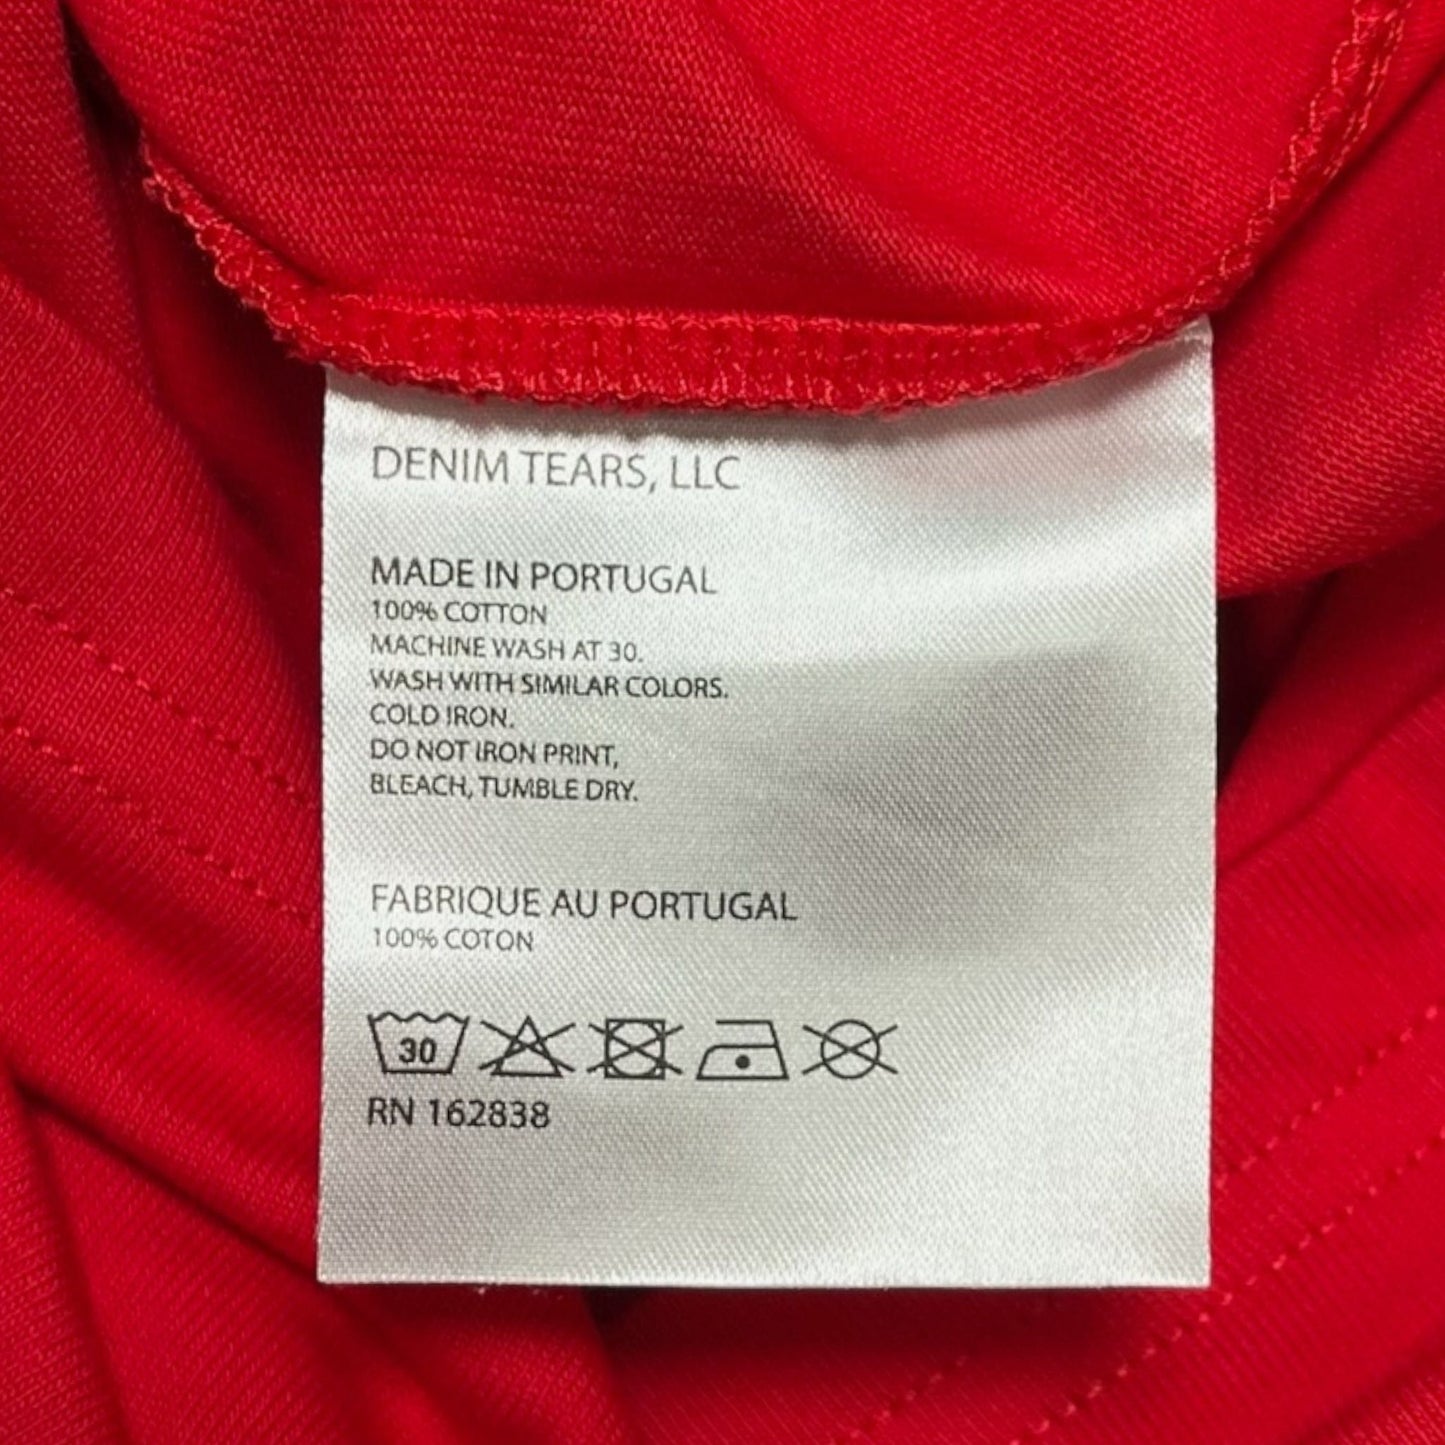 DENIM TEARS, LLC
MADE IN PORTUGAL
100% COTTON
MACHINE WASH AT 30.
WASH WITH SIMILAR COLORS.
COLD IRON.
DO NOT IRON PRINT,
BLEACH, TUMBLE DRY.
FABRIQUE AU PORTUGAL
100% COTON
30
RN 162838